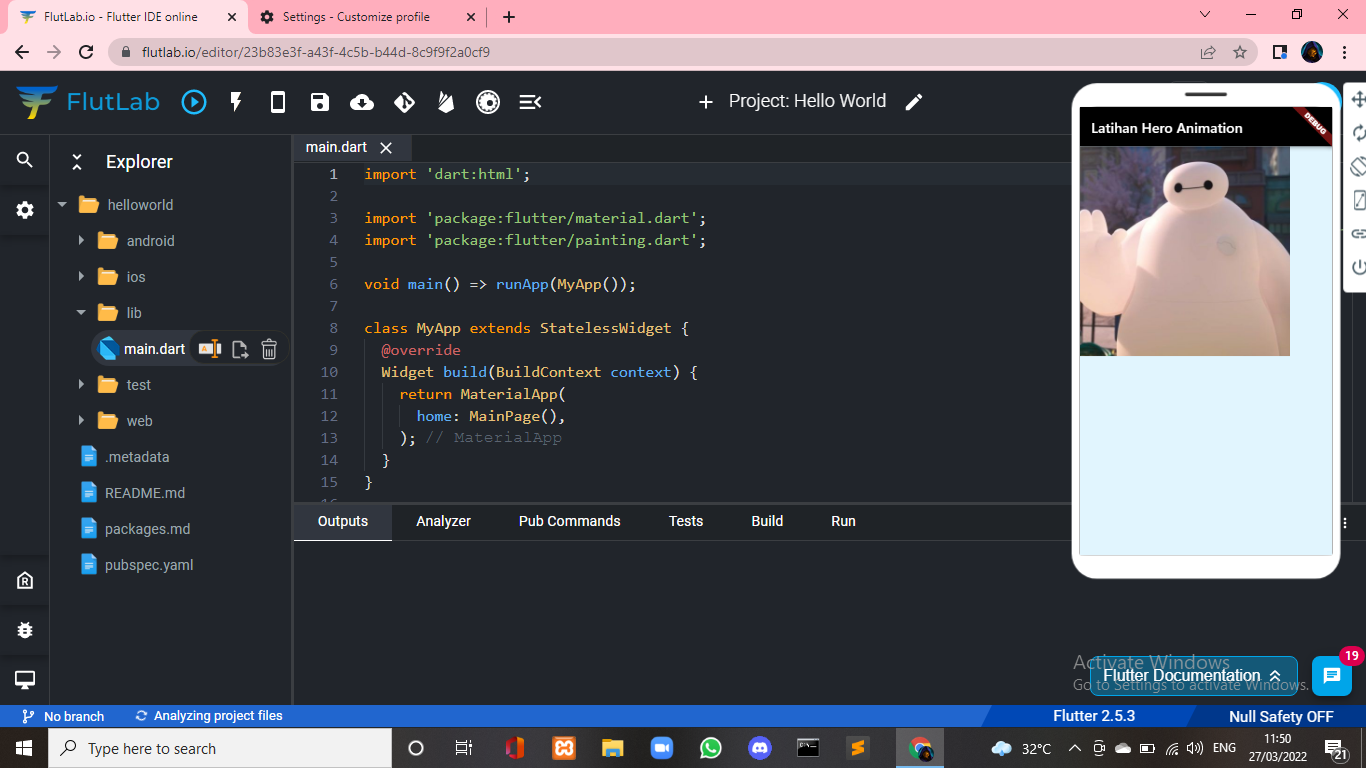 FlutLab.io - Flutter IDE online
Settings - Customize profile
flutlab.io/editor/23b83e3f-a43f-4c5b-b44d-8c9f9f2a0cf9
FlutLab
Project: Hello World
Explorer
helloworld
android
ios
lib
main.dart
test
web
.metadata
README.md
packages.md
pubspec.yaml
main.dart
1 import 'dart:html';
2
3 import 'package:flutter/material.dart';
4 import 'package:flutter/painting.dart';
5
6 void main() => runApp(MyApp());
7
8 class MyApp extends StatelessWidget {
9 @override
10 Widget build(BuildContext context) {
11 return MaterialApp(
12 home: MainPage(),
13 ); // MaterialApp
14 }
15 }
Outputs Analyzer Pub Commands Tests Build Run
Latihan Hero Animation
DEBUG
Activate Windows
Go to Settings to activate Windows.
Flutter Documentation
19
No branch
Analyzing project files
Flutter 2.5.3
Null Safety OFF
Type here to search
32°C
ENG
11:50
27/03/2022
21